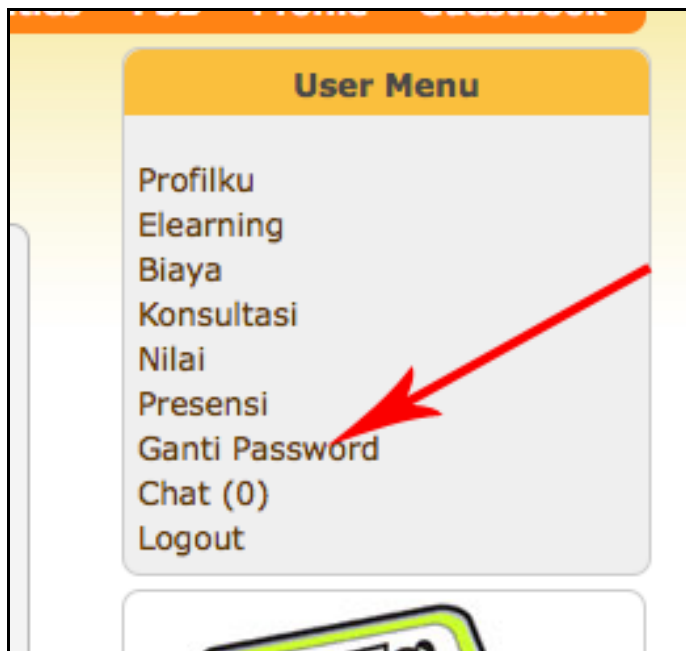 User Menu
Profilku
Elearning
Biaya
Konsultasi
Nilai
Presensi
Ganti Password
Chat (0)
Logout